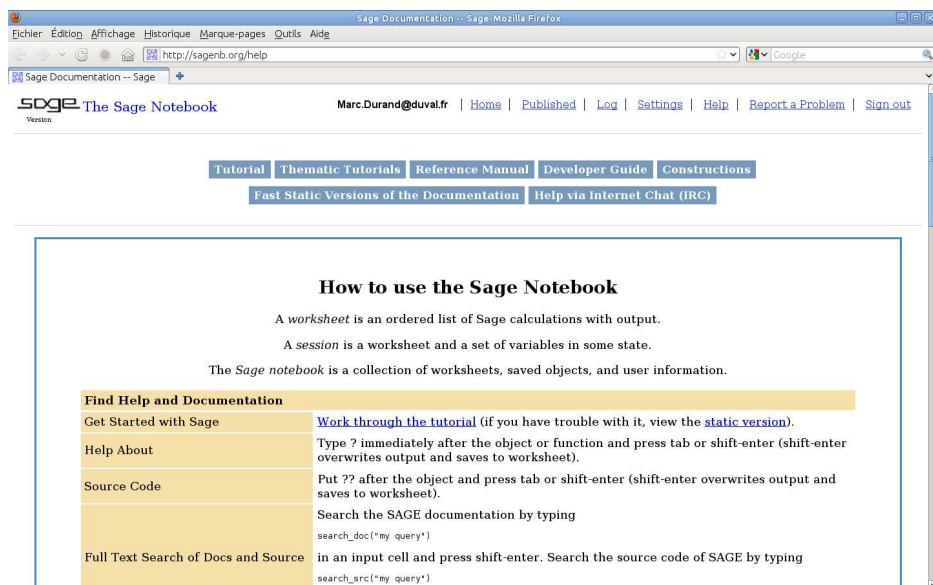 Sage Documentation -- Sage-Mozilla Firefox
Fichier Édition Affichage Historique Marque-pages Outils Aide
http://sagenb.org/help
Google
Sage Documentation -- Sage
sage The Sage Notebook
Version
Marc.Durand@duval.fr | Home | Published | Log | Settings | Help | Report a Problem | Sign out
Tutorial Thematic Tutorials Reference Manual Developer Guide Constructions
Fast Static Versions of the Documentation Help via Internet Chat (IRC)
How to use the Sage Notebook
A worksheet is an ordered list of Sage calculations with output.
A session is a worksheet and a set of variables in some state.
The Sage notebook is a collection of worksheets, saved objects, and user information.
Find Help and Documentation
Get Started with Sage Work through the tutorial (if you have trouble with it, view the static version).
Help About Type ? immediately after the object or function and press tab or shift-enter (shift-enter
overwrites output and saves to worksheet).
Source Code Put ?? after the object and press tab or shift-enter (shift-enter overwrites output and
saves to worksheet).
Search the SAGE documentation by typing
search_doc("my query")
Full Text Search of Docs and Source in an input cell and press shift-enter. Search the source code of SAGE by typing
search_src("my query")